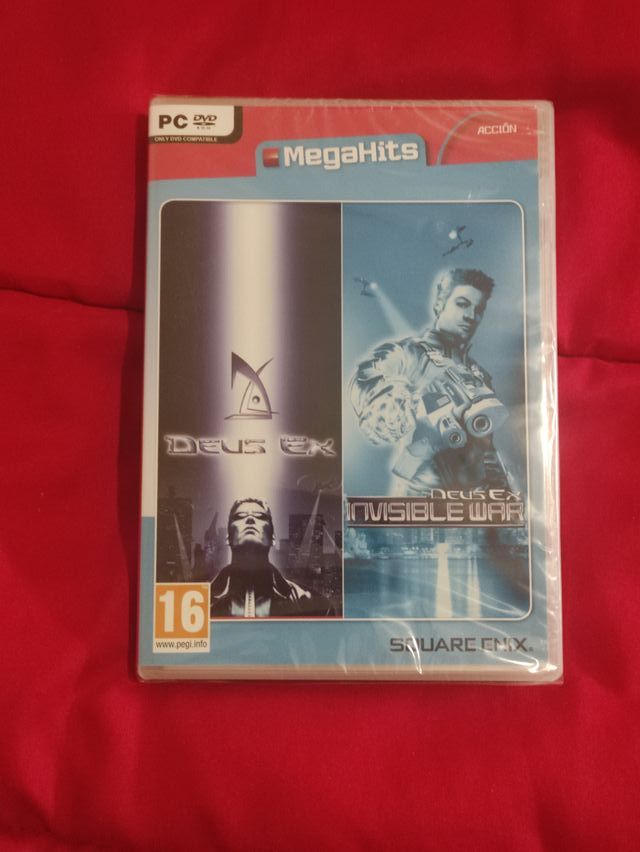 PC DVD
ONLY DVD COMPATIBLE
MegaHits
ACCIÓN
DEUS EX
DEUS EX
INVISIBLE WAR
16
www.pegi.info
SQUARE ENIX.